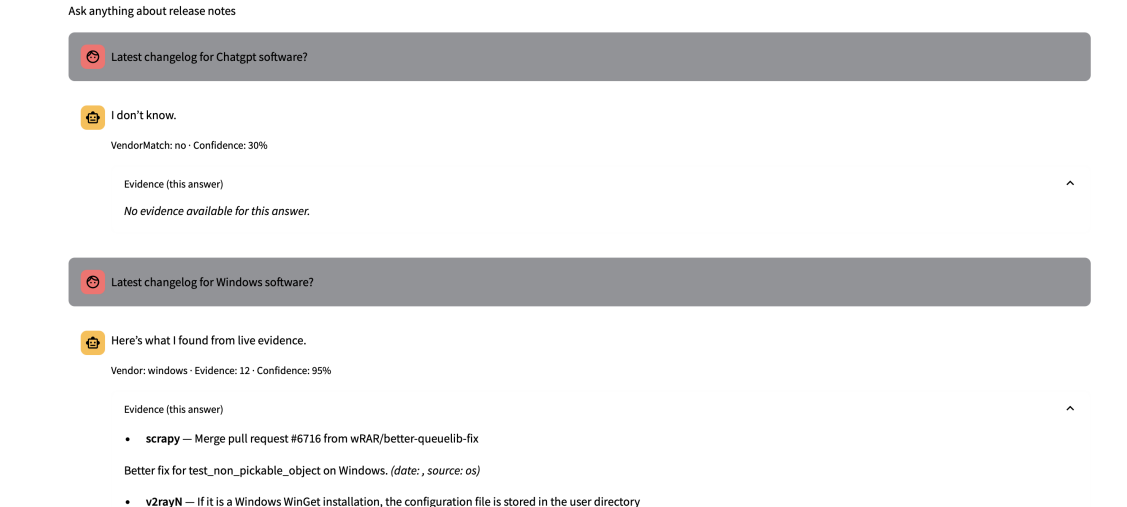 Ask anything about release notes
Latest changelog for Chatgpt software?
I don’t know.
VendorMatch: no · Confidence: 30%
Evidence (this answer)
No evidence available for this answer.
Latest changelog for Windows software?
Here’s what I found from live evidence.
Vendor: windows · Evidence: 12 · Confidence: 95%
Evidence (this answer)
• scrapy — Merge pull request #6716 from wRAR/better-queuelib-fix
Better fix for test_non_pickable_object on Windows. (date: , source: os)
• v2rayN — If it is a Windows WinGet installation, the configuration file is stored in the user directory